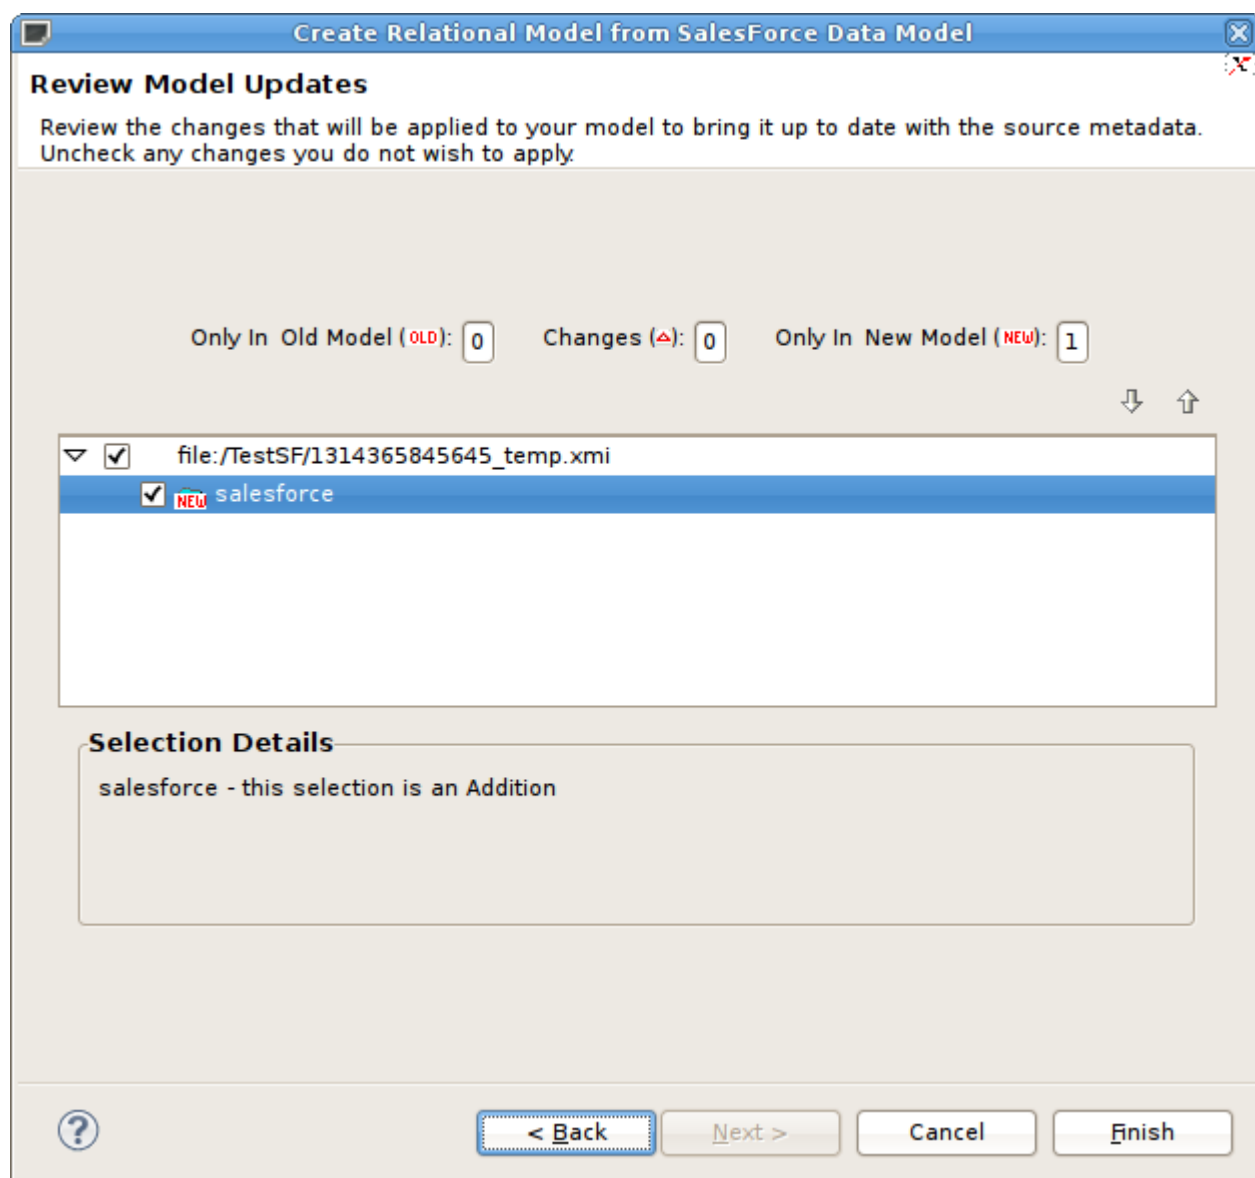 Create Relational Model from SalesForce Data Model
Review Model Updates
Review the changes that will be applied to your model to bring it up to date with the source metadata.
Uncheck any changes you do not wish to apply.
Only In Old Model (OLD): 0 Changes (): 0 Only In New Model (NEW): 1
file:/TestSF/1314365845645_temp.xmi
NEW salesforce
Selection Details
salesforce - this selection is an Addition
? < Back Next > Cancel Finish